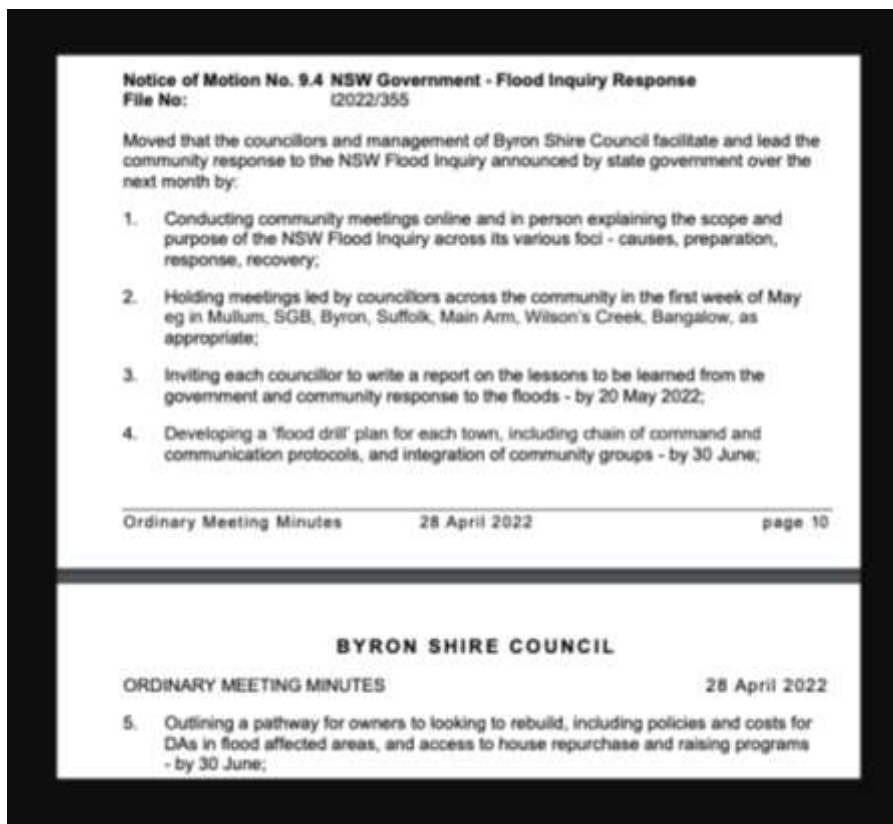 Notice of Motion No. 9.4 NSW Government - Flood Inquiry Response
File No: I2022/355
Moved that the councillors and management of Byron Shire Council facilitate and lead the
community response to the NSW Flood Inquiry announced by state government over the
next month by:
1. Conducting community meetings online and in person explaining the scope and
purpose of the NSW Flood Inquiry across its various foci - causes, preparation,
response, recovery;
2. Holding meetings led by councillors across the community in the first week of May
eg in Mullum, SGB, Byron, Suffolk, Main Arm, Wilson's Creek, Bangalow, as
appropriate;
3. Inviting each councillor to write a report on the lessons to be learned from the
government and community response to the floods - by 20 May 2022;
4. Developing a 'flood drill' plan for each town, including chain of command and
communication protocols, and integration of community groups - by 30 June;
Ordinary Meeting Minutes 28 April 2022 page 10
BYRON SHIRE COUNCIL
ORDINARY MEETING MINUTES 28 April 2022
5. Outlining a pathway for owners to looking to rebuild, including policies and costs for
DAs in flood affected areas, and access to house repurchase and raising programs
- by 30 June;